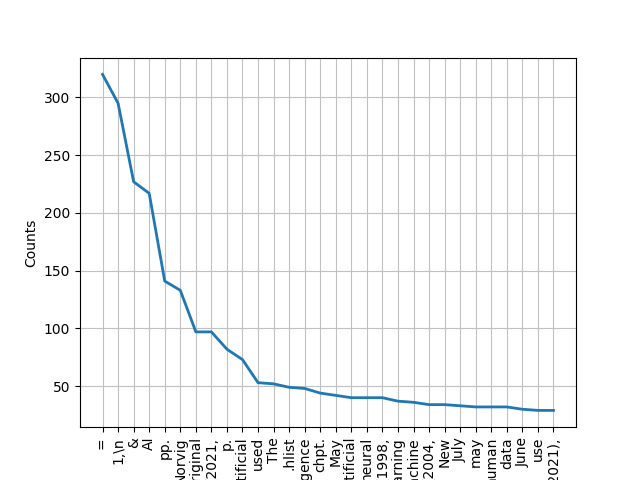 300
250
200
150
100
50
Counts
=
1,\n
&
AI
pp.
Norvig
riginal
2021,
p.
tificial
used
The
.hlist
gence
chpt.
May
tificial
neural
1998,
arning
achine
2004,
New
July
may
uman
data
June
use
2021),